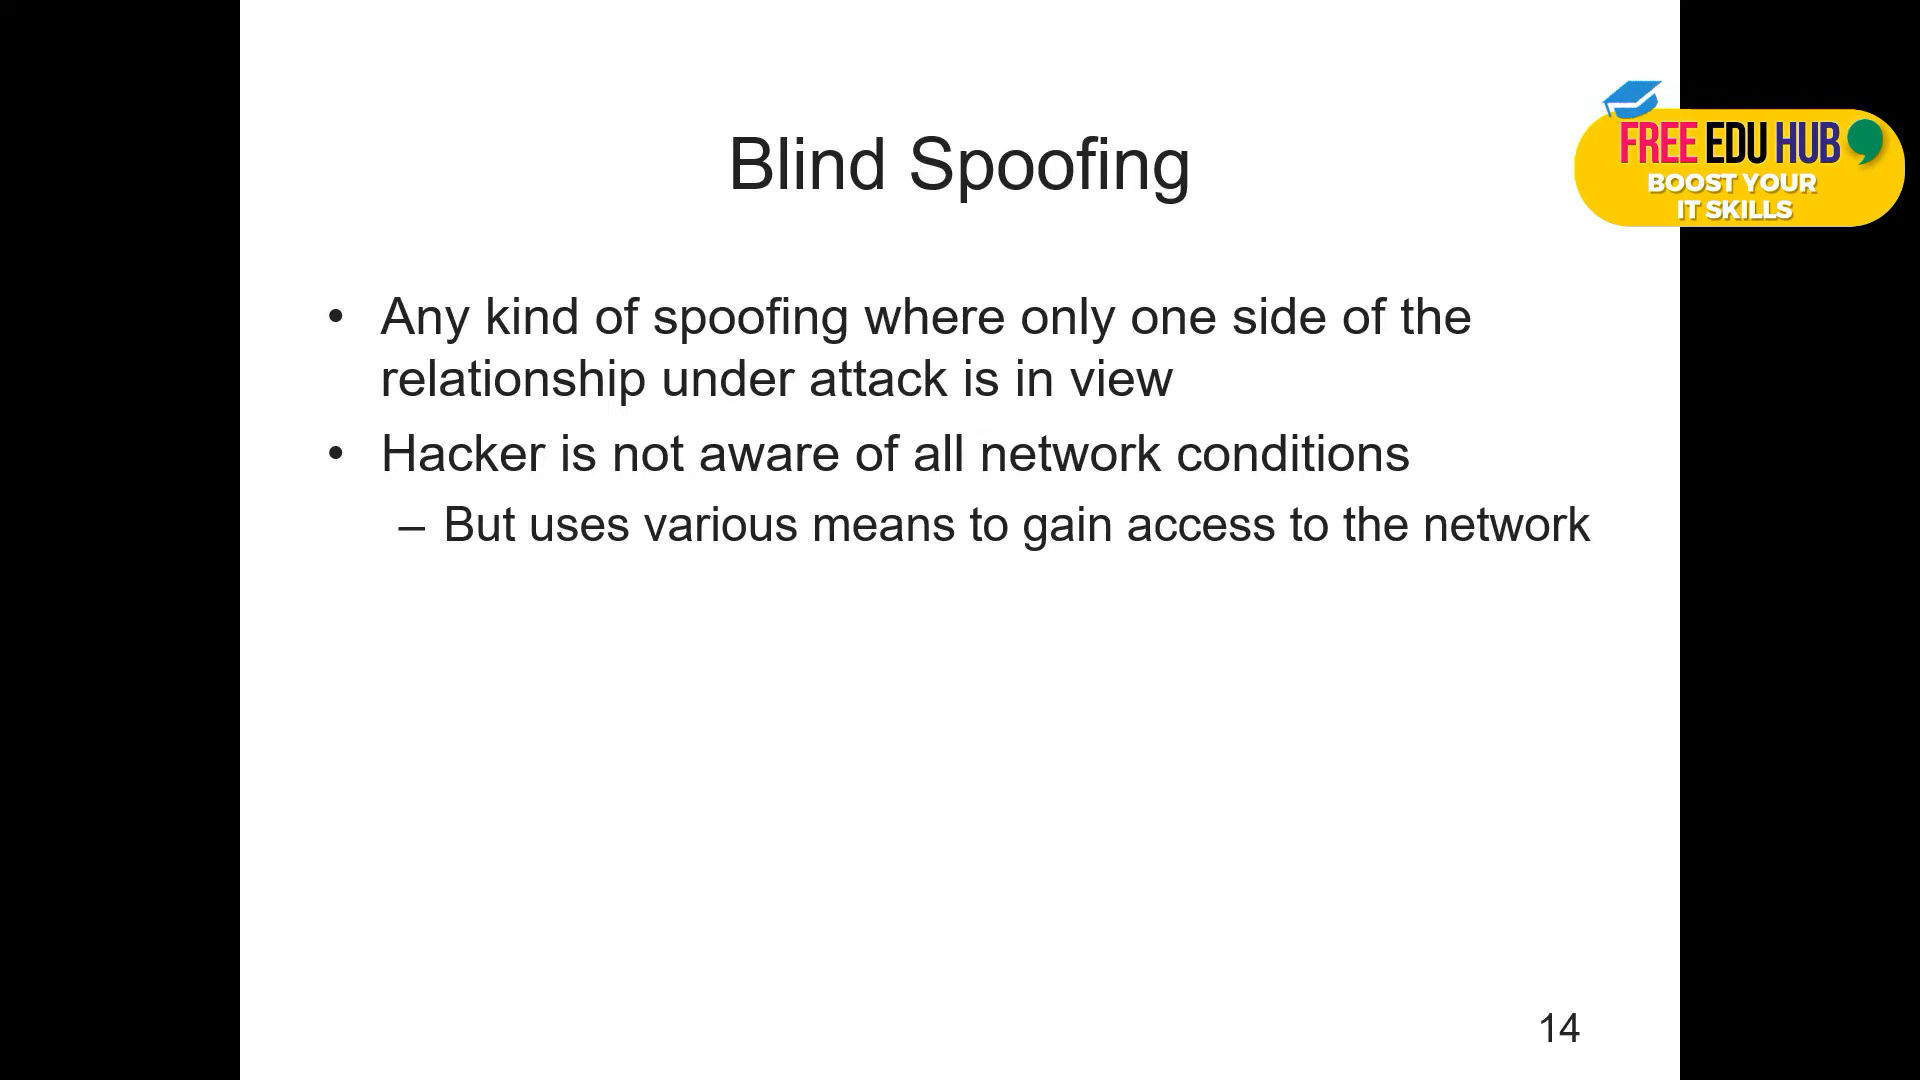 Blind Spoofing
FREE EDU HUB
BOOST YOUR
IT SKILLS
• Any kind of spoofing where only one side of the
relationship under attack is in view
• Hacker is not aware of all network conditions
– But uses various means to gain access to the network
14